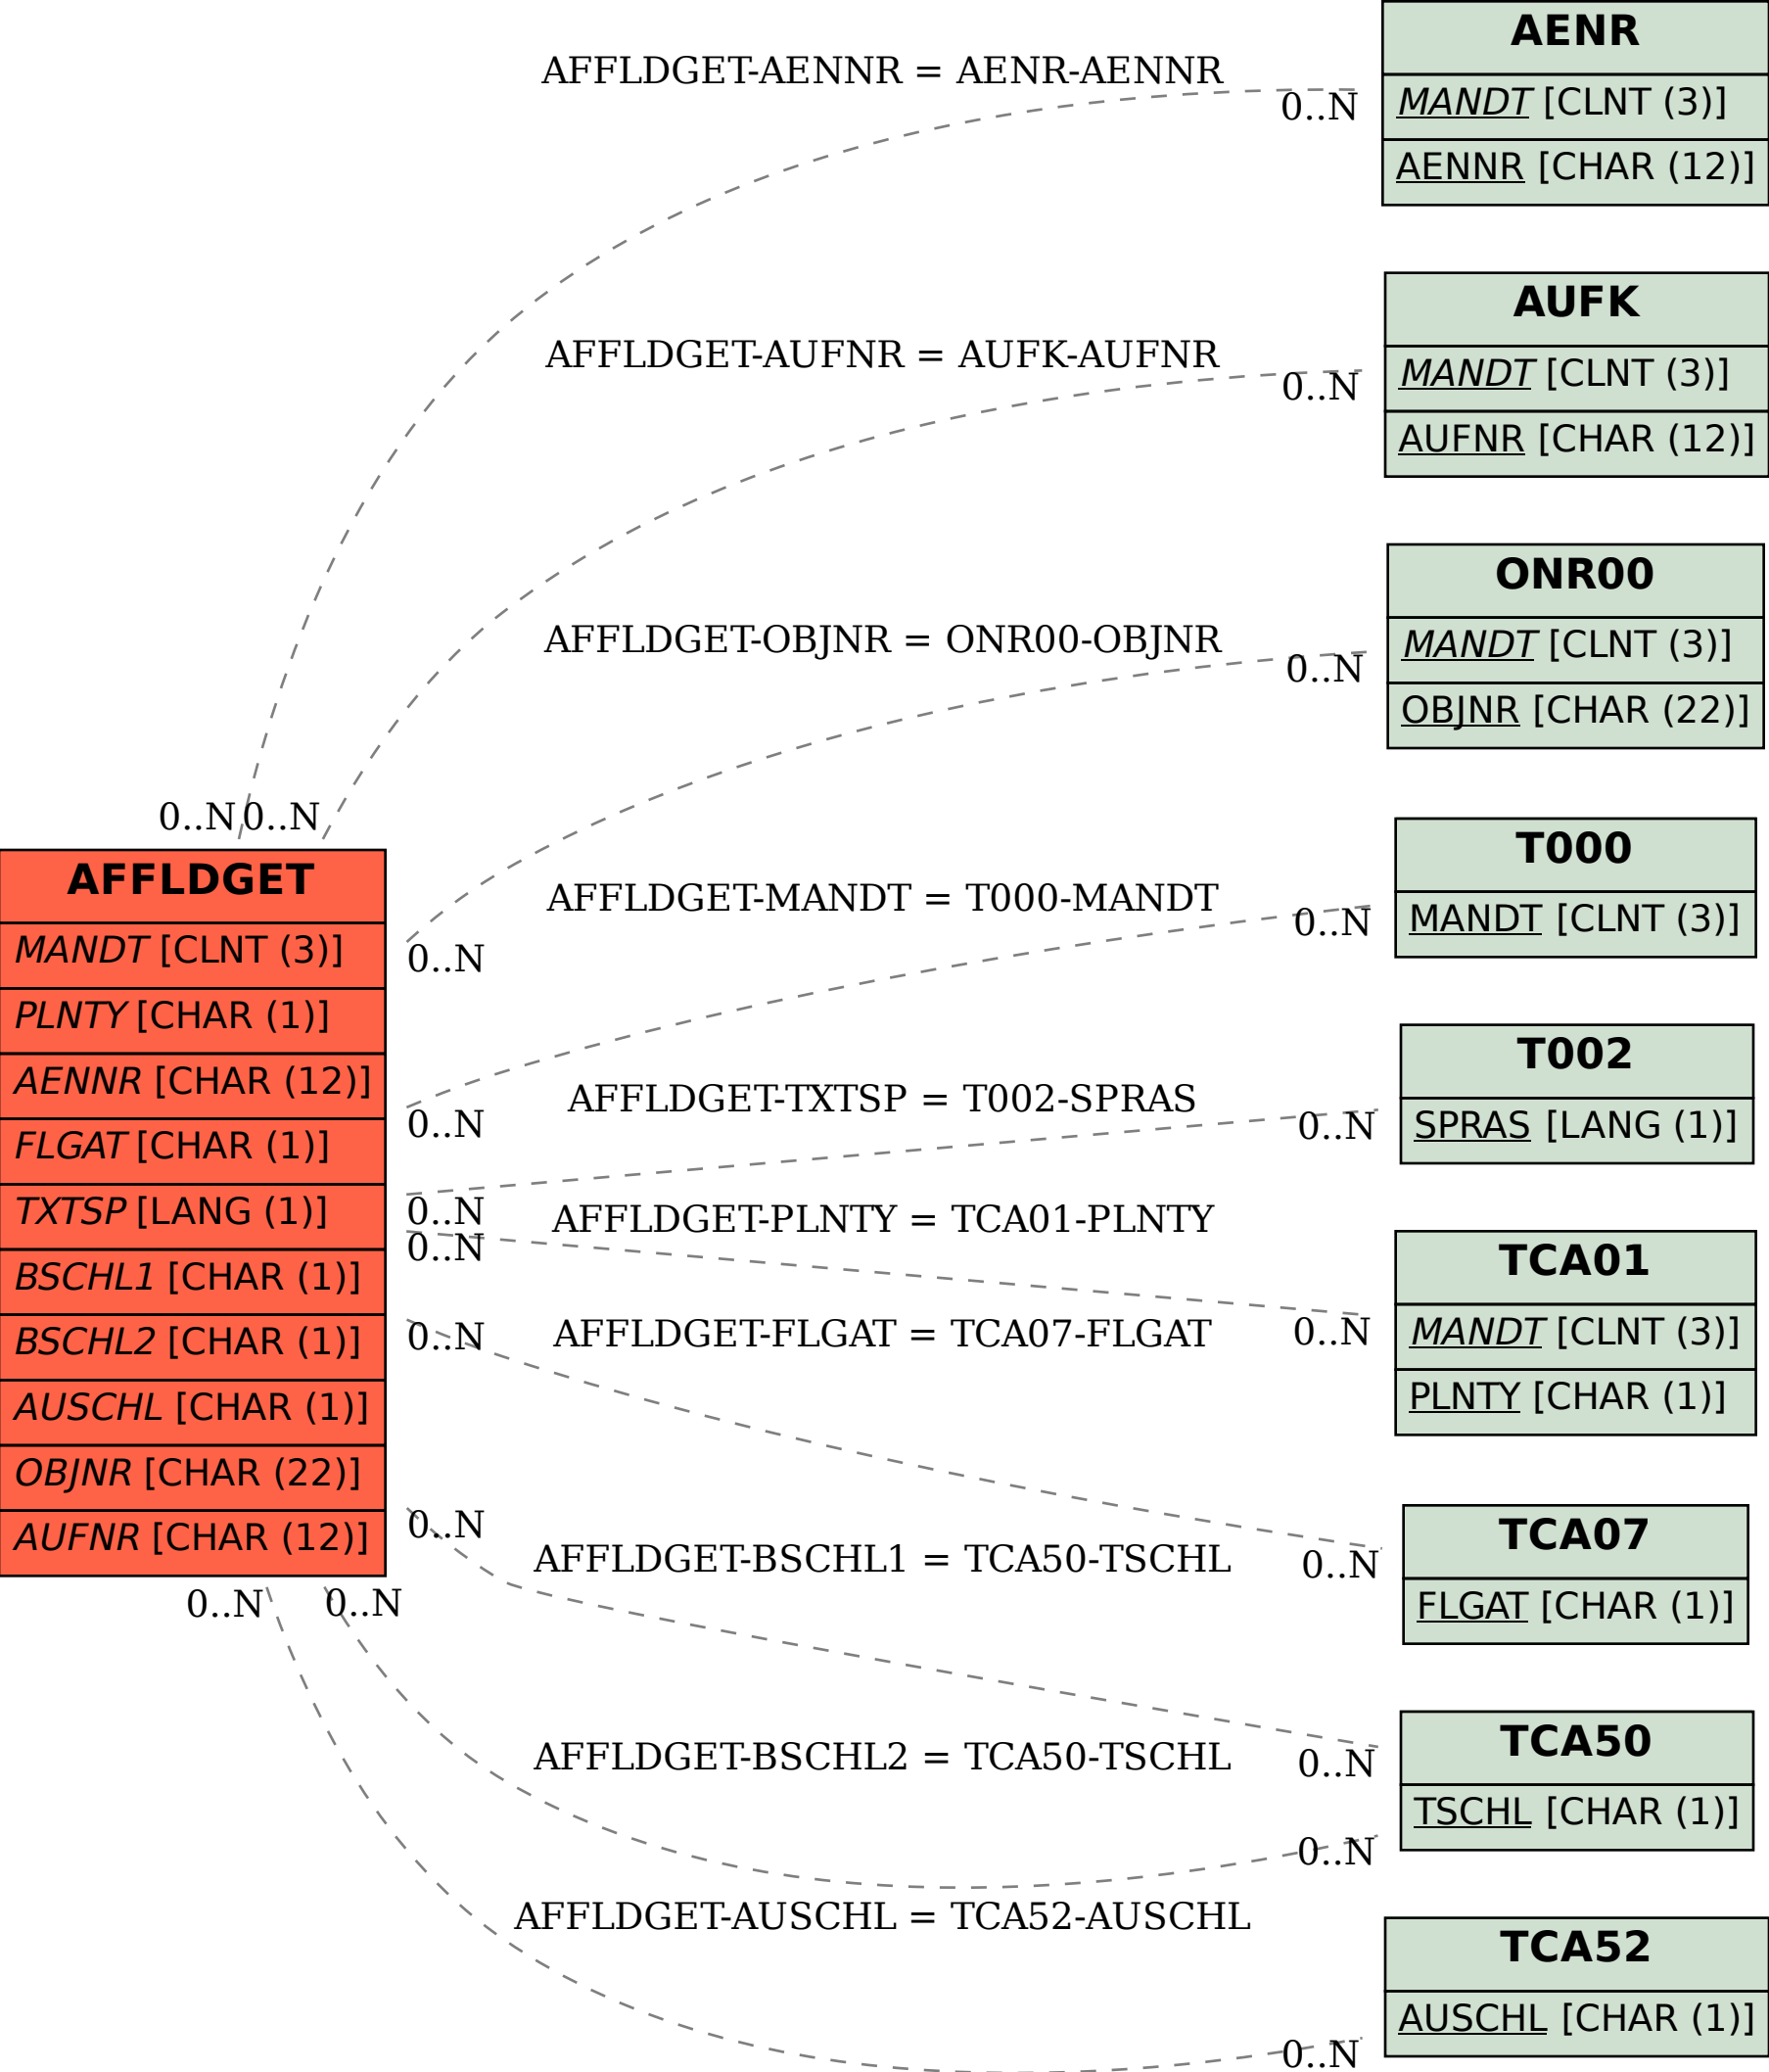 AENR
MANDT [CLNT (3)]
AENNR [CHAR (12)]
AFFLDGET-AENNR = AENR-AENNR
0..N
AUFK
MANDT [CLNT (3)]
AUFNR [CHAR (12)]
AFFLDGET-AUFNR = AUFK-AUFNR
0..N
ONR00
MANDT [CLNT (3)]
OBJNR [CHAR (22)]
AFFLDGET-OBJNR = ONR00-OBJNR
0..N
0..N
0..N
AFFLDGET
MANDT [CLNT (3)]
PLNTY [CHAR (1)]
AENNR [CHAR (12)]
FLGAT [CHAR (1)]
TXTSP [LANG (1)]
BSCHL1 [CHAR (1)]
BSCHL2 [CHAR (1)]
AUSCHL [CHAR (1)]
OBJNR [CHAR (22)]
AUFNR [CHAR (12)]
0..N
0..N
0..N
0..N
0..N
0..N
0..N
0..N
AFFLDGET-MANDT = T000-MANDT
0..N
T000
MANDT [CLNT (3)]
AFFLDGET-TXTSP = T002-SPRAS
0..N
T002
SPRAS [LANG (1)]
AFFLDGET-PLNTY = TCA01-PLNTY
0..N
TCA01
MANDT [CLNT (3)]
PLNTY [CHAR (1)]
AFFLDGET-FLGAT = TCA07-FLGAT
0..N
TCA07
FLGAT [CHAR (1)]
AFFLDGET-BSCHL1 = TCA50-TSCHL
0..N
TCA50
TSCHL [CHAR (1)]
AFFLDGET-BSCHL2 = TCA50-TSCHL
0..N
AFFLDGET-AUSCHL = TCA52-AUSCHL
0..N
TCA52
AUSCHL [CHAR (1)]